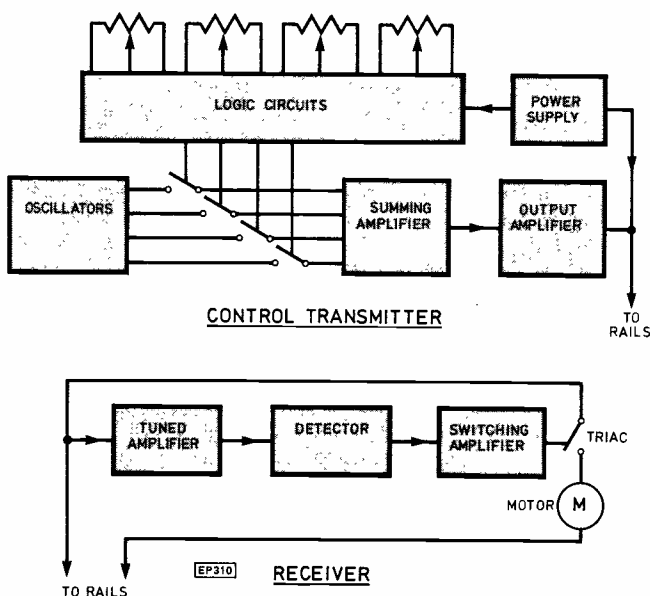 LOGIC CIRCUITS
POWER
SUPPLY
OSCILLATORS
SUMMING
AMPLIFIER
OUTPUT
AMPLIFIER
CONTROL TRANSMITTER
TO
RAILS
TUNED
AMPLIFIER
DETECTOR
SWITCHING
AMPLIFIER
TRIAC
MOTOR
M
EP310
RECEIVER
TO RAILS